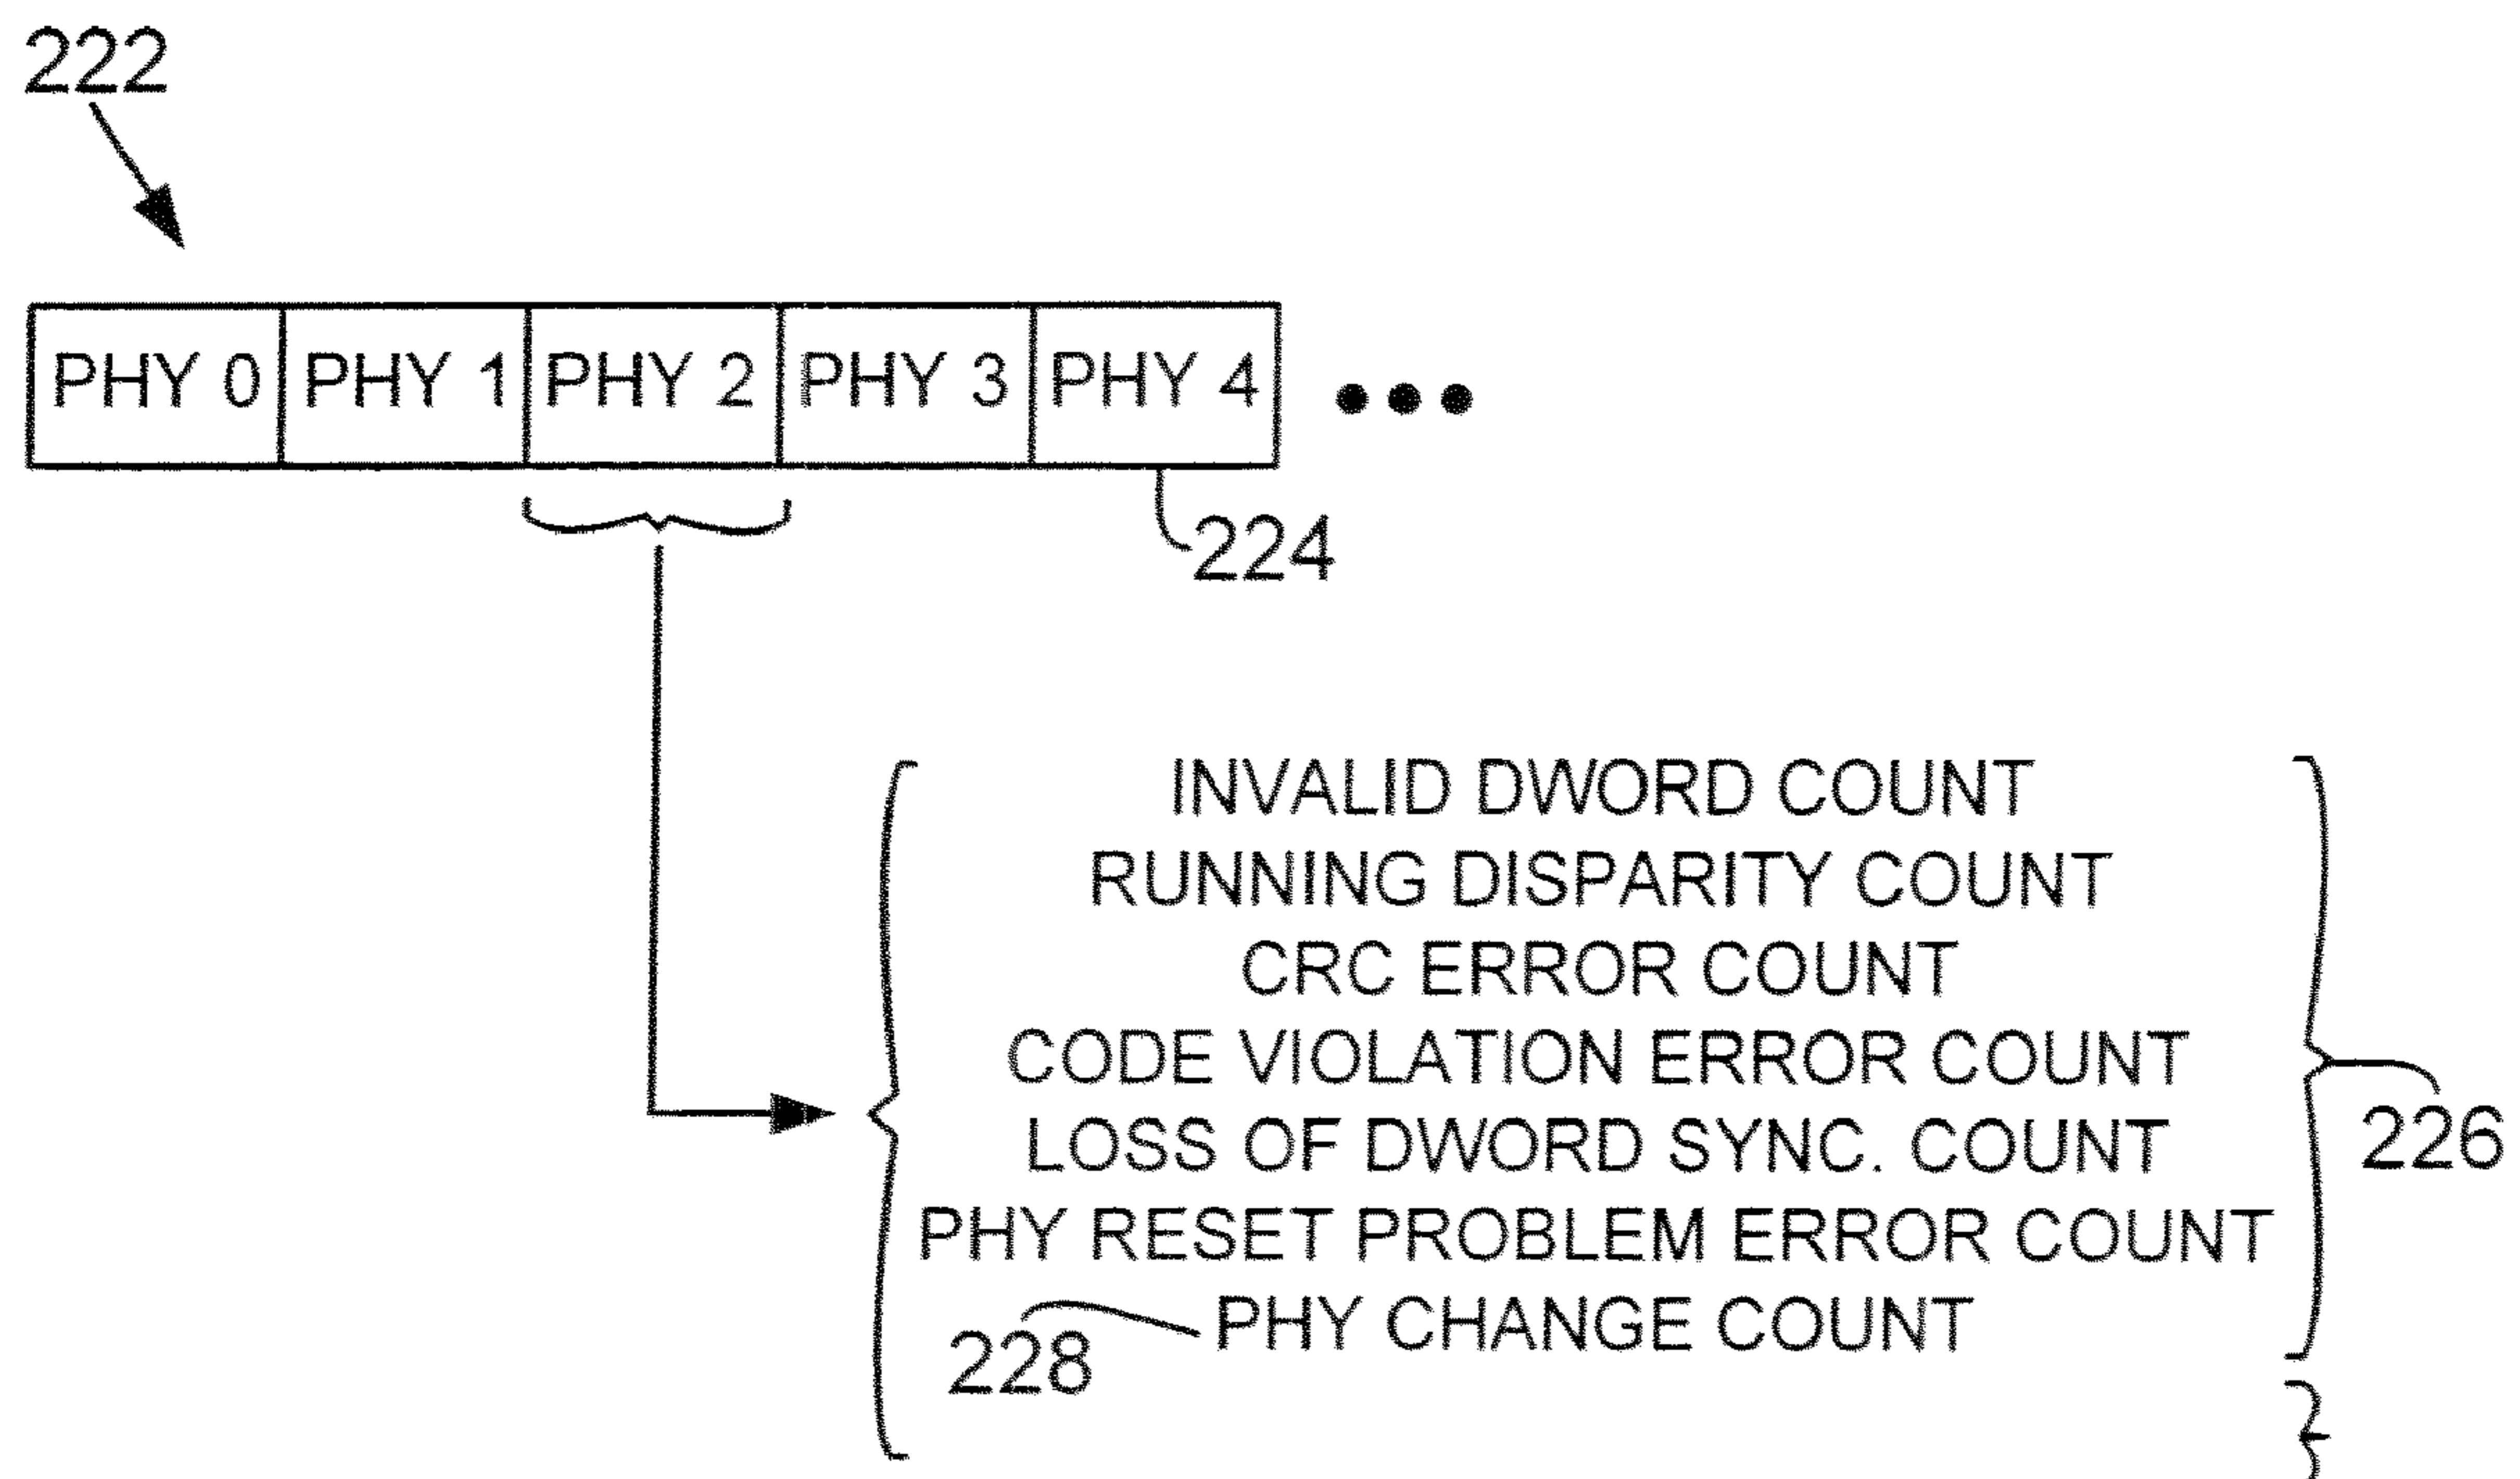 222
PHY 0 PHY 1 PHY 2 PHY 3 PHY 4
224
INVALID DWORD COUNT
RUNNING DISPARITY COUNT
CRC ERROR COUNT
CODE VIOLATION ERROR COUNT
LOSS OF DWORD SYNC. COUNT
226
PHY RESET PROBLEM ERROR COUNT
PHY CHANGE COUNT
228